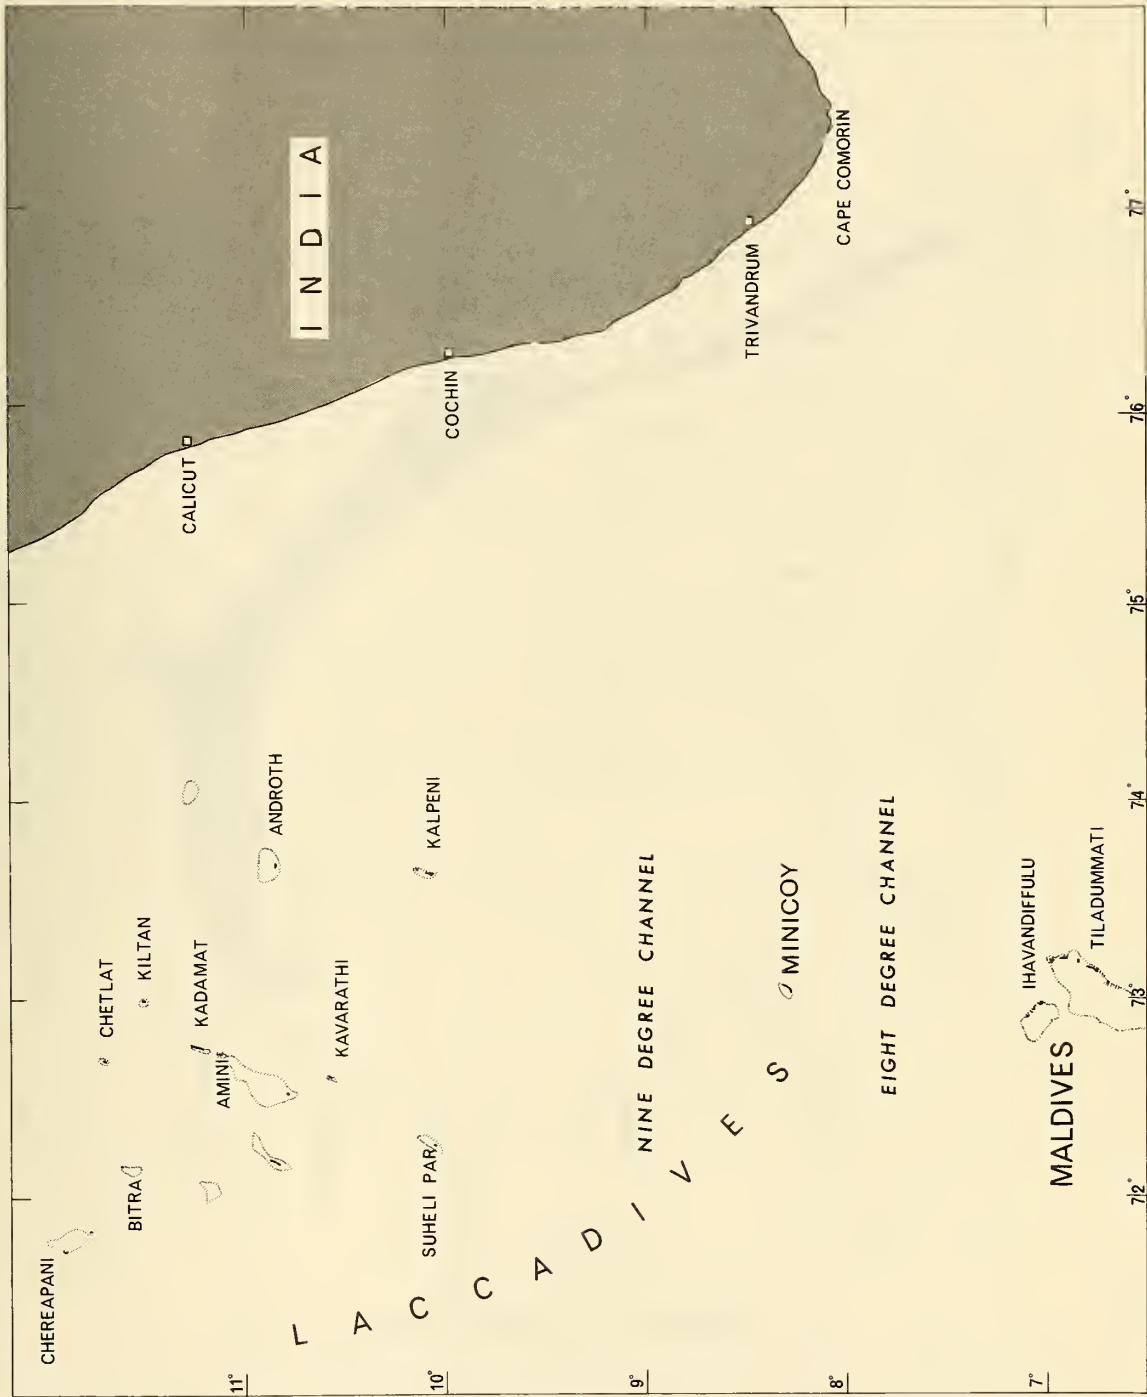 INDIA
CALICUT
COCHIN
TRIVANDRUM
CAPE COMORIN
CHEREAPANI
BITRA
CHETLAT
KILTAN
KADAMAT
AMINI
ANDROTH
KAVARATHI
KALPENI
SUHELI PAR
LACCADIVES
NINE DEGREE CHANNEL
MINICOY
EIGHT DEGREE CHANNEL
MALDIVES
IHAVANDIFFULU
TILADUMMATI
11°
10°
9°
8°
7°
72°
73°
74°
75°
76°
77°